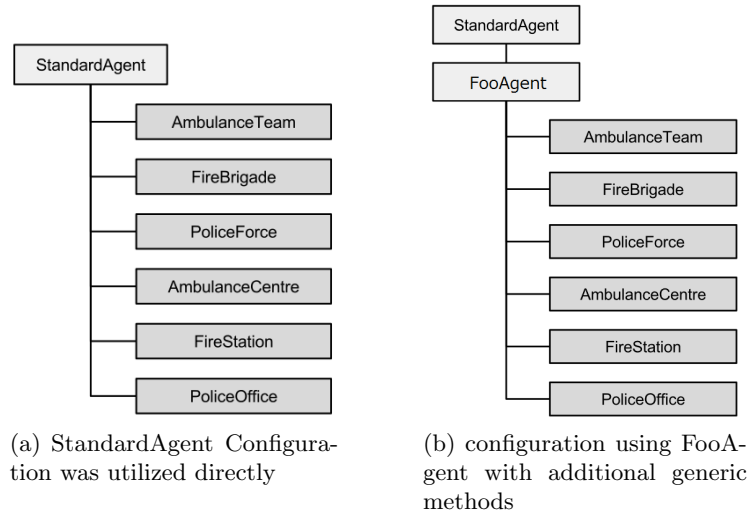 StandardAgent
AmbulanceTeam
FireBrigade
PoliceForce
AmbulanceCentre
FireStation
PoliceOffice
(a) StandardAgent Configura-
tion was utilized directly
StandardAgent
FooAgent
AmbulanceTeam
FireBrigade
PoliceForce
AmbulanceCentre
FireStation
PoliceOffice
(b) configuration using FooA-
gent with additional generic
methods